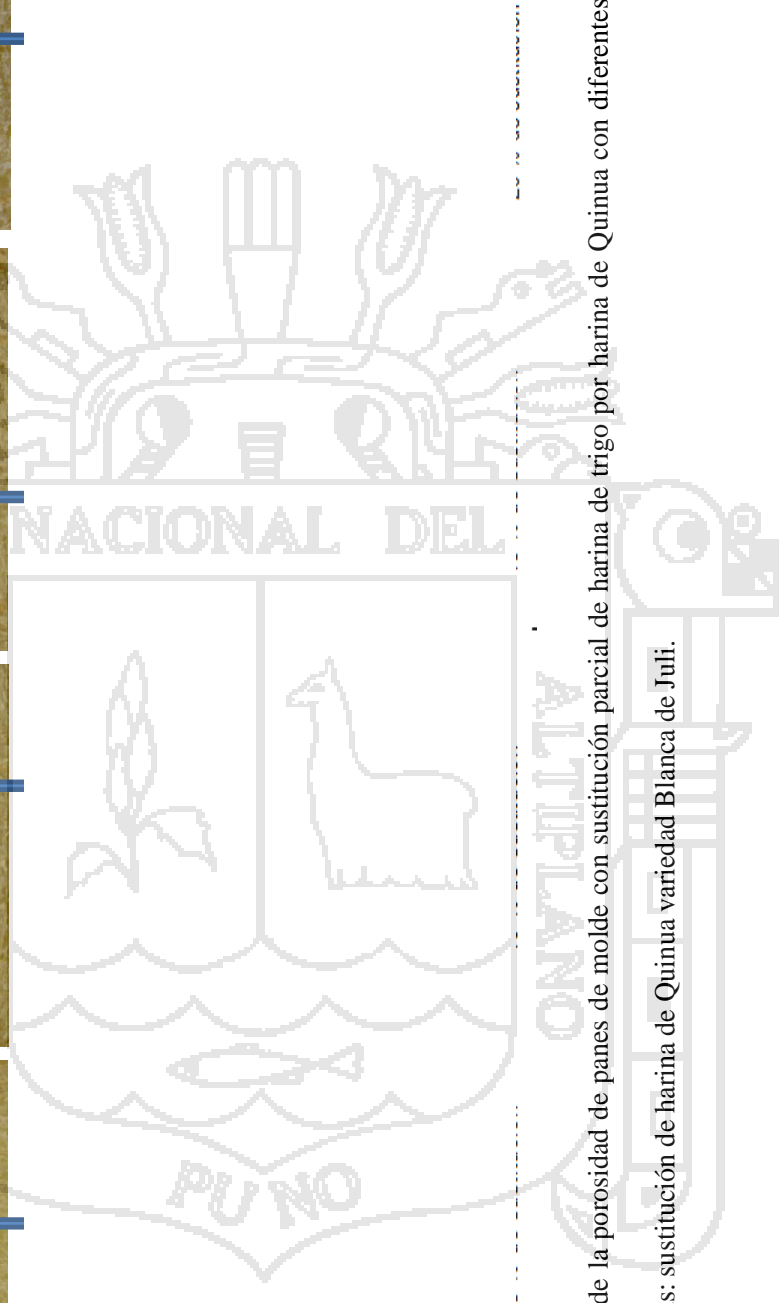 de la porosidad de panes de molde con sustitución parcial de harina de trigo por harina de Quinua con diferentes
s: sustitución de harina de Quinua variedad Blanca de Juli.
NACIONAL DEL
ALTIPLANO
PUNO